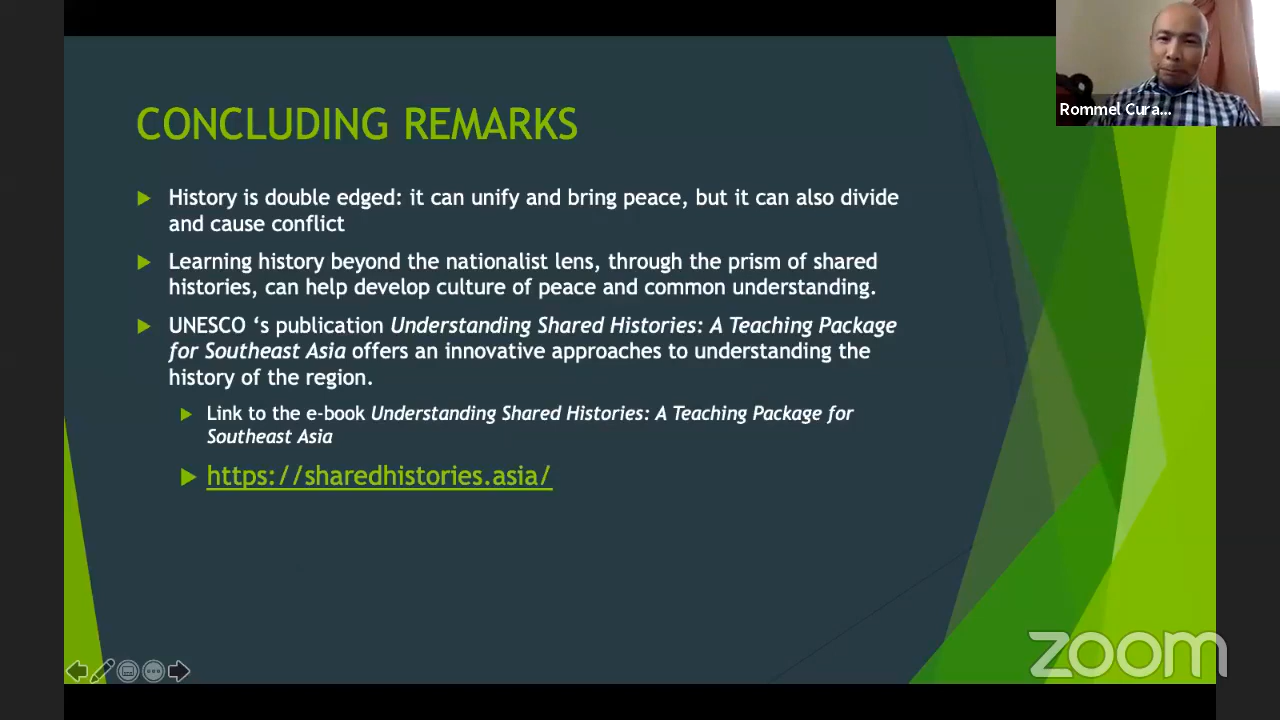 CONCLUDING REMARKS
History is double edged: it can unify and bring peace, but it can also divide
and cause conflict
Learning history beyond the nationalist lens, through the prism of shared
histories, can help develop culture of peace and common understanding.
UNESCO ‘s publication Understanding Shared Histories: A Teaching Package
for Southeast Asia offers an innovative approaches to understanding the
history of the region.
Link to the e-book Understanding Shared Histories: A Teaching Package for
Southeast Asia
https://sharedhistories.asia/
Rommel Cura...
zoom